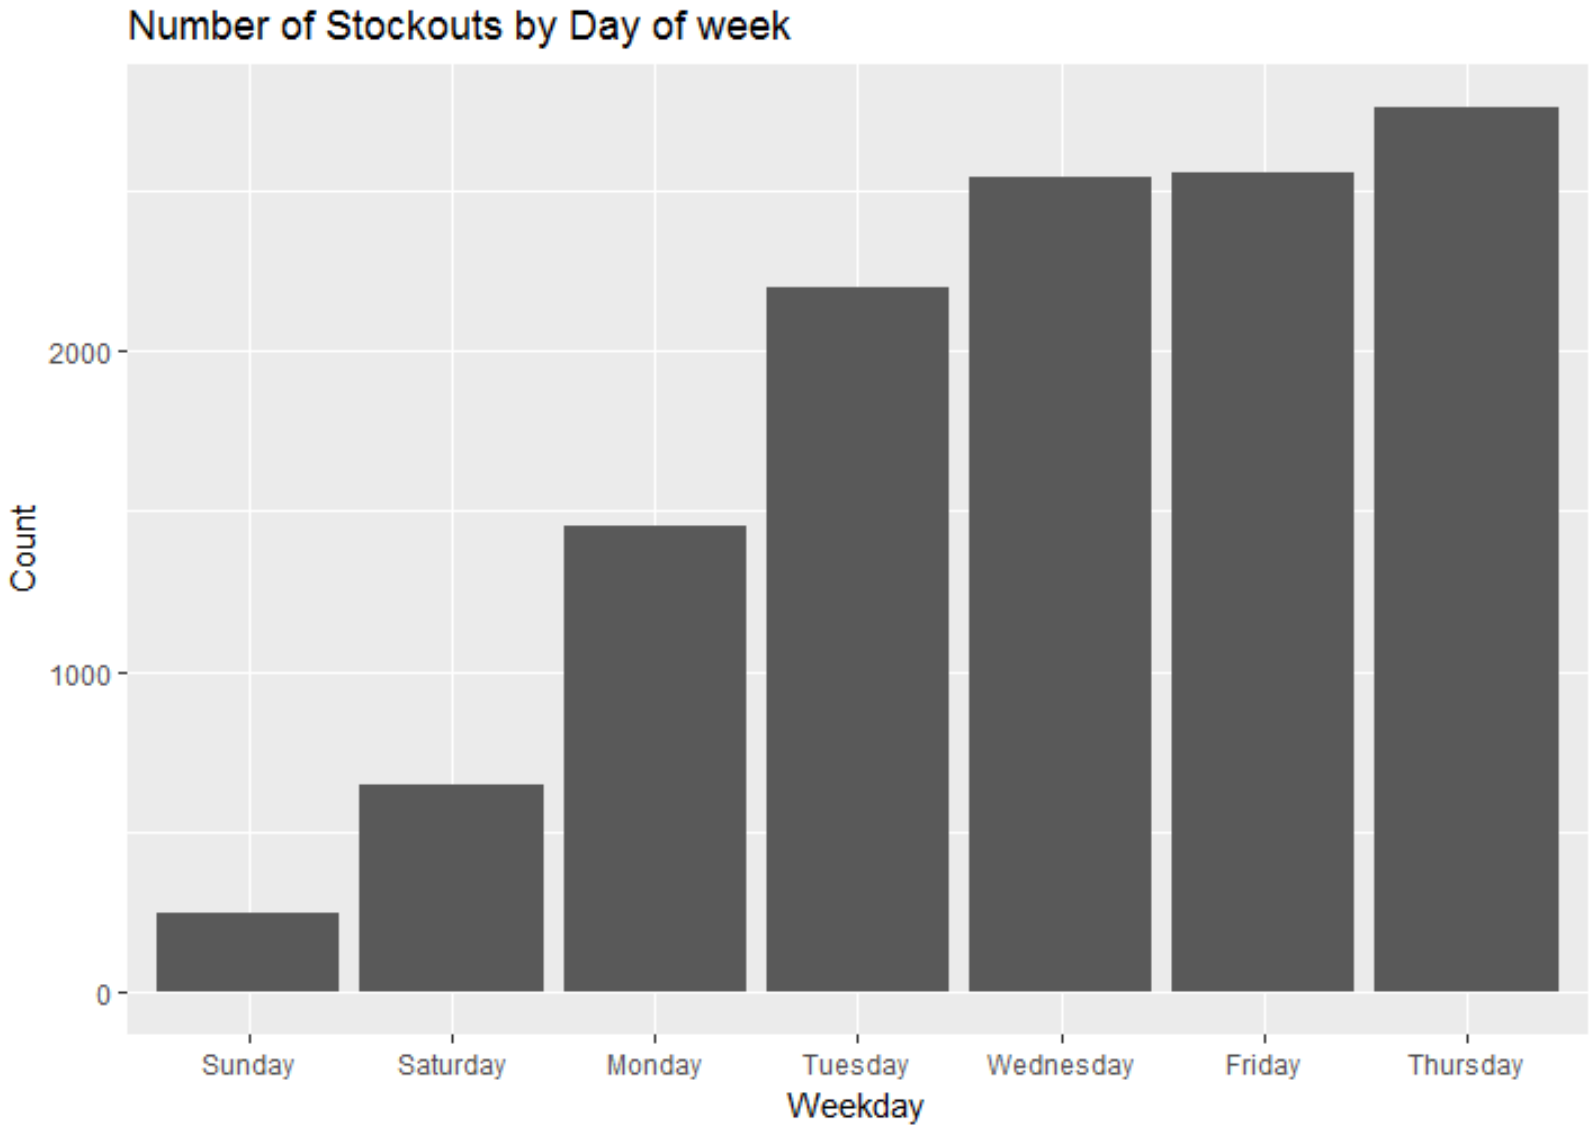 Number of Stockouts by Day of week
Count
2000
1000
0
Sunday Saturday Monday Tuesday Wednesday Friday Thursday
Weekday